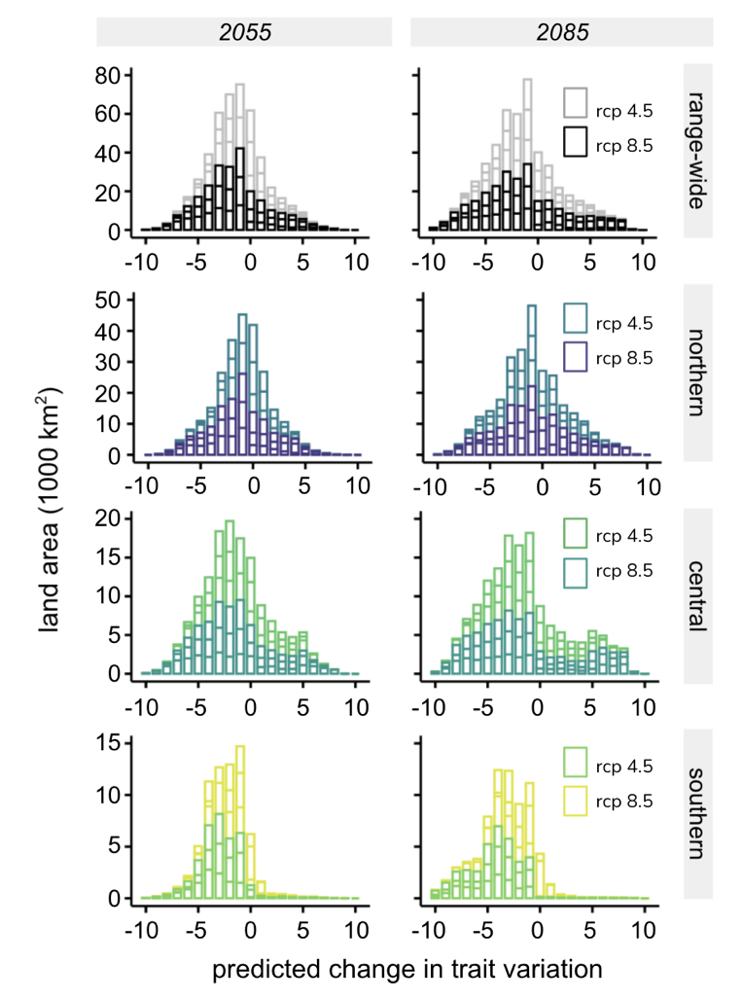 2055 2085
80
60
40
20
0
-10 -5 0 5 10 -10 -5 0 5 10
rcp 4.5
rcp 8.5
range-wide
50
40
30
20
10
0
-10 -5 0 5 10 -10 -5 0 5 10
rcp 4.5
rcp 8.5
northern
land area (1000 km²)
20
15
10
5
0
-10 -5 0 5 10 -10 -5 0 5 10
rcp 4.5
rcp 8.5
central
15
10
5
0
-10 -5 0 5 10 -10 -5 0 5 10
rcp 4.5
rcp 8.5
southern
predicted change in trait variation